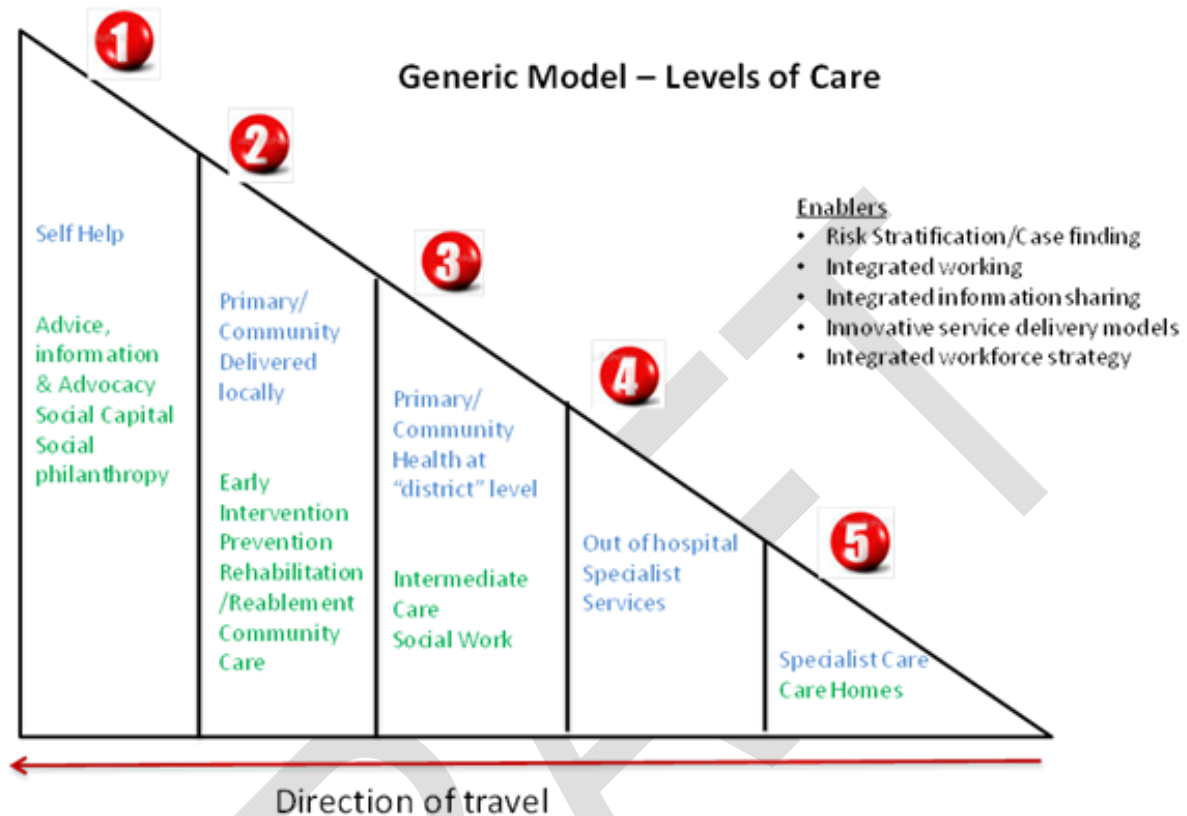 Generic Model – Levels of Care
1
2
3
4
5
Self Help
Advice,
information
& Advocacy
Social Capital
Social
philanthropy
Primary/
Community
Delivered
locally
Early
Intervention
Prevention
Rehabilitation
/Reablement
Community
Care
Primary/
Community
Health at
"district" level
Intermediate
Care
Social Work
Out of hospital
Specialist
Services
Specialist Care
Care Homes
Enablers
• Risk Stratification/Case finding
• Integrated working
• Integrated information sharing
• Innovative service delivery models
• Integrated workforce strategy
Direction of travel